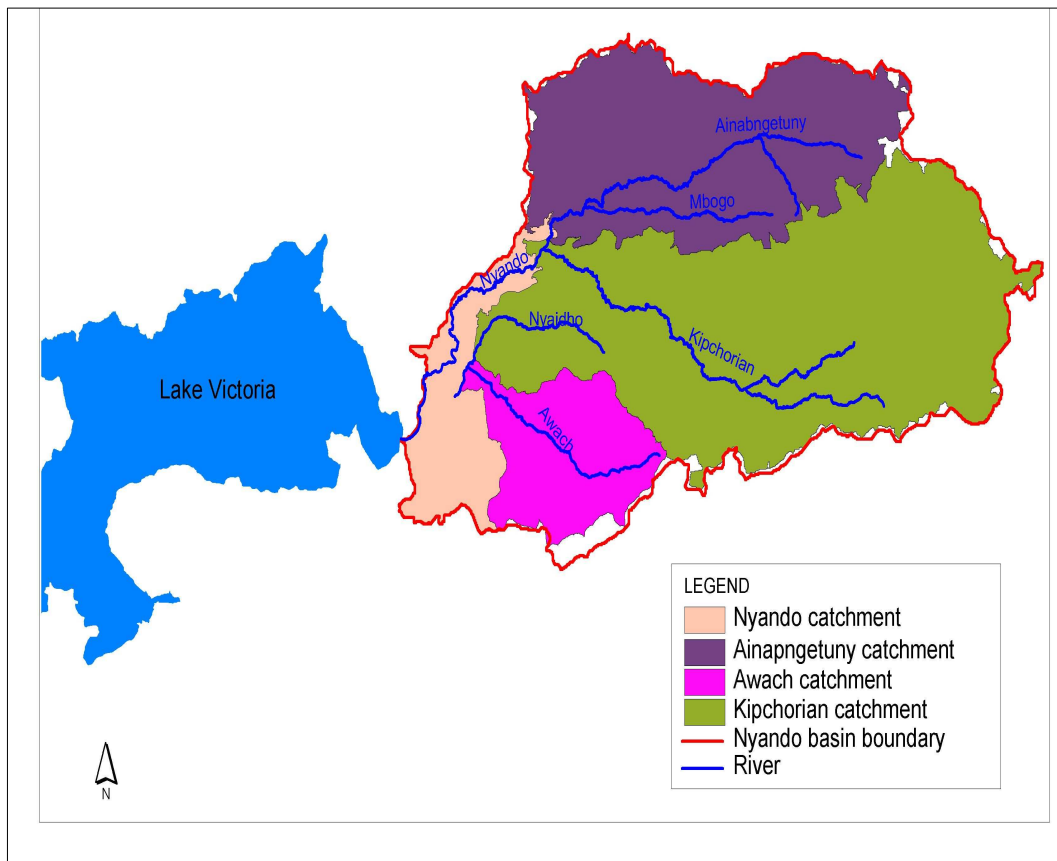 Ainabngetuny
Mbogo
Nyando
Nyaidho
Kipchorian
Lake Victoria
Awach
LEGEND
Nyando catchment
Ainapngetuny catchment
Awach catchment
Kipchorian catchment
Nyando basin boundary
River
N